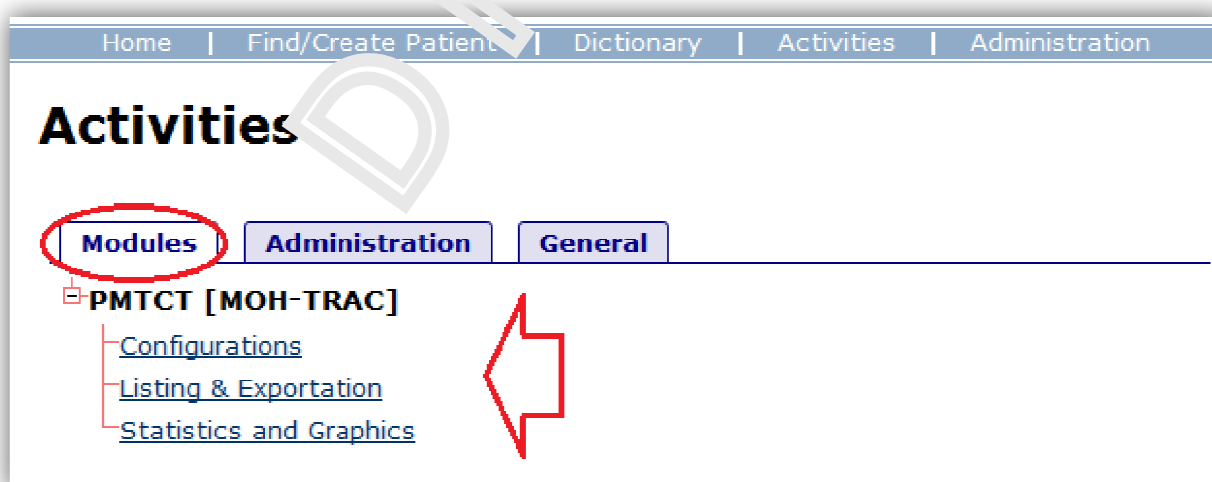 Home | Find/Create Patient | Dictionary | Activities | Administration
Activities
Modules Administration General
PMTCT [MOH-TRAC]
Configurations
Listing & Exportation
Statistics and Graphics